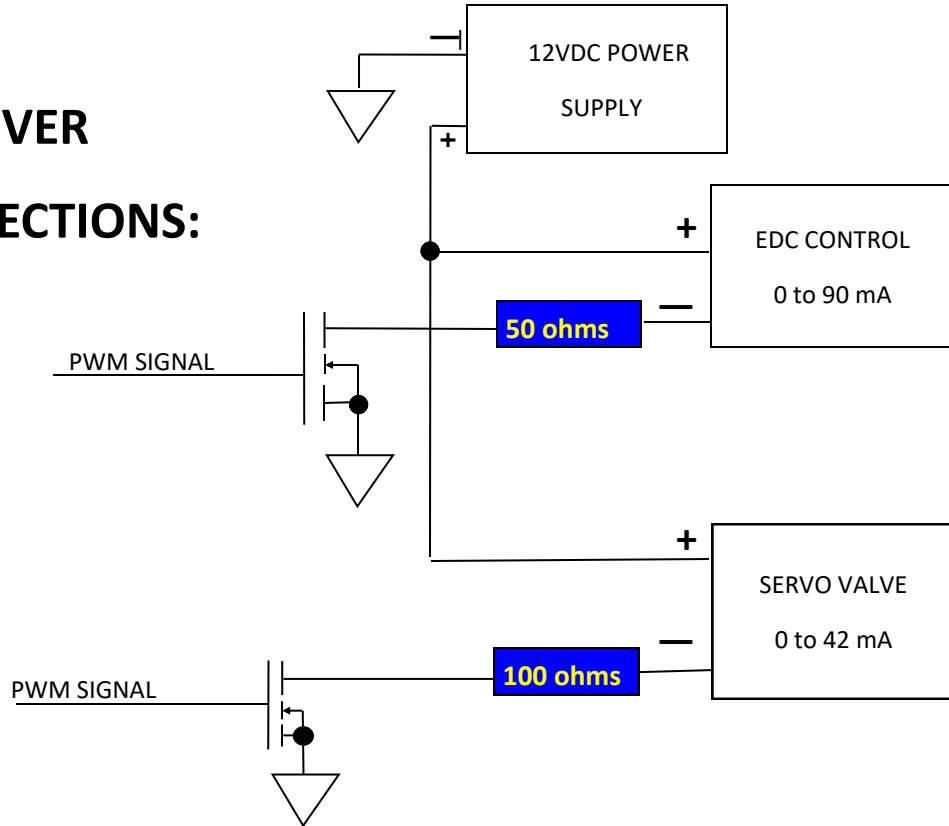 12VDC POWER
SUPPLY
VER
ECTIONS:
+
+
EDC CONTROL
0 to 90 mA
—
50 ohms
PWM SIGNAL
+
SERVO VALVE
0 to 42 mA
—
100 ohms
PWM SIGNAL